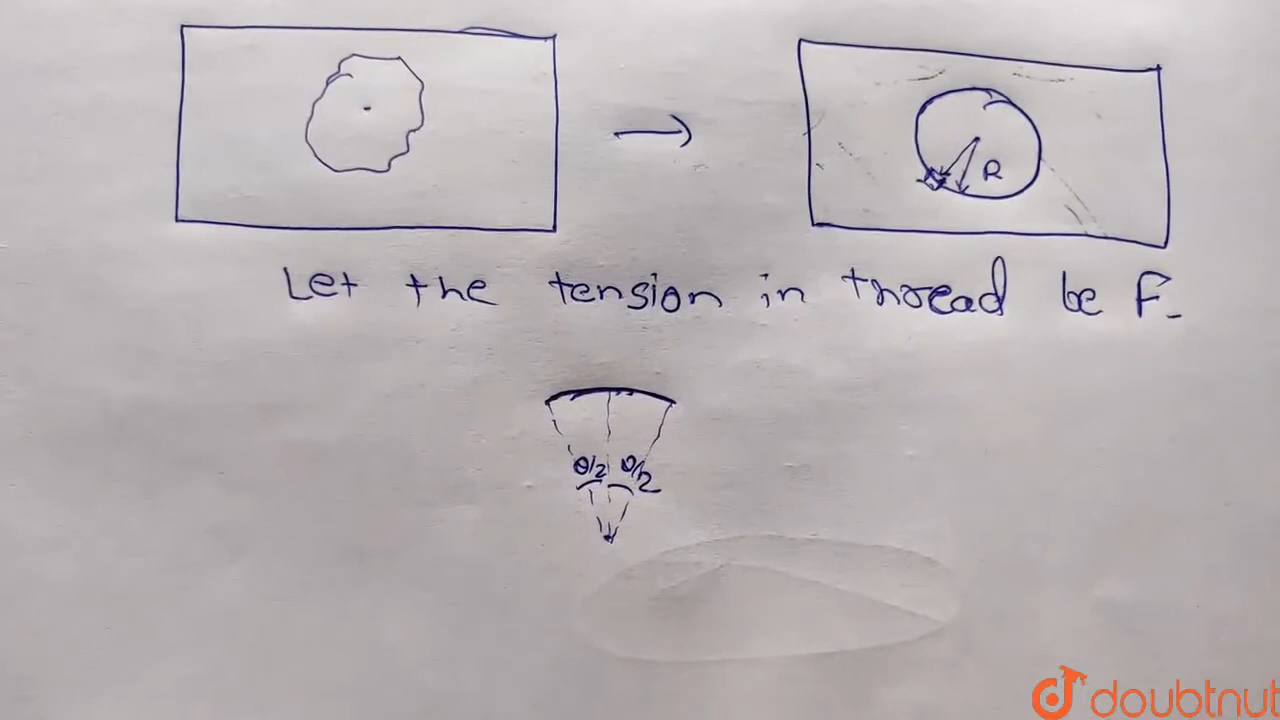 R
Let the tension in thread be F.
θ/2 θ/2
doubtnut